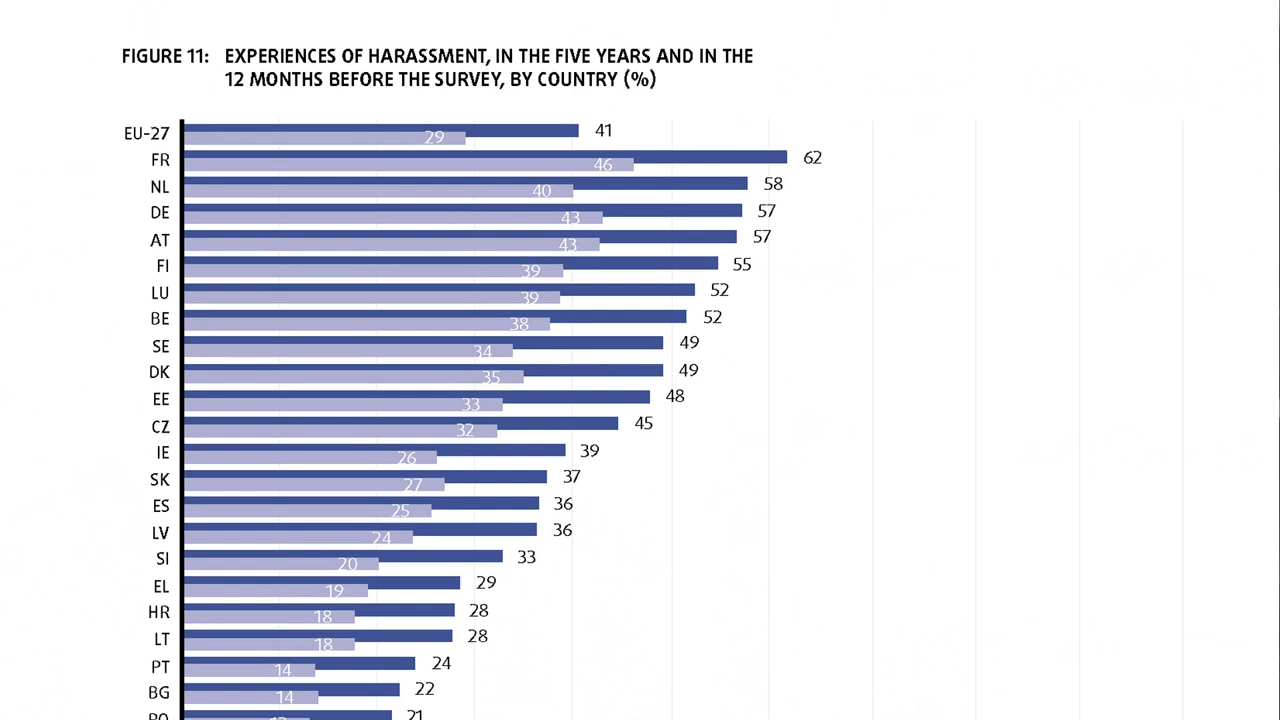 FIGURE 11: EXPERIENCES OF HARASSMENT, IN THE FIVE YEARS AND IN THE
12 MONTHS BEFORE THE SURVEY, BY COUNTRY (%)
EU-27 29 41
FR 46 62
NL 40 58
DE 43 57
AT 43 57
FI 39 55
LU 39 52
BE 38 52
SE 34 49
DK 35 49
EE 33 48
CZ 32 45
IE 26 39
SK 27 37
ES 25 36
LV 24 36
SI 20 33
EL 19 29
HR 18 28
LT 18 28
PT 14 24
BG 14 22
RO 21